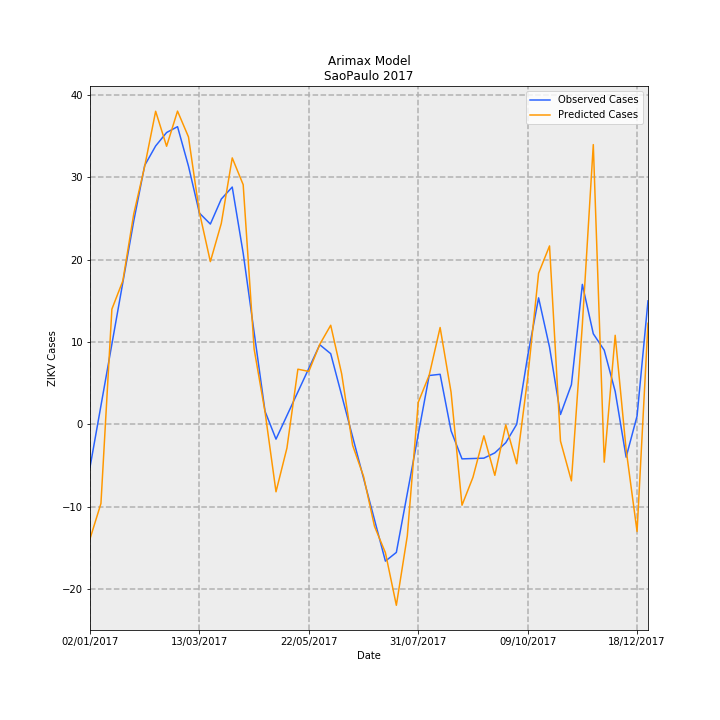 Arimax Model
SaoPaulo 2017
Observed Cases
Predicted Cases
ZIKV Cases
40
30
20
10
0
−10
−20
02/01/2017 13/03/2017 22/05/2017 31/07/2017 09/10/2017 18/12/2017
Date